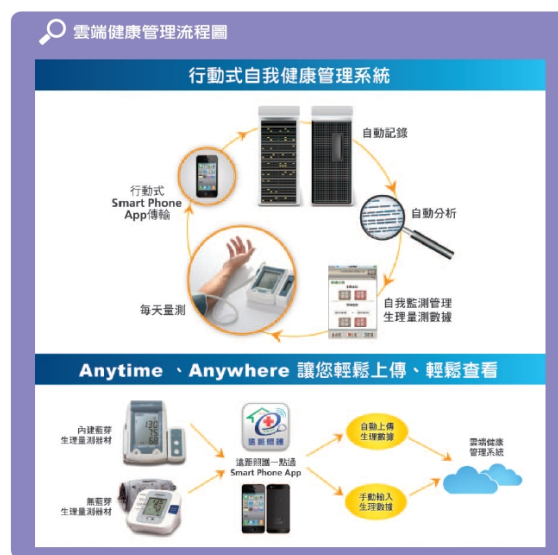 雲端健康管理流程圖
行動式自我健康管理系統
自動記錄
行動式
Smart Phone
App傳輸
自動分析
每天量測
自我監測管理
生理量測數據
Anytime 、Anywhere 讓您輕鬆上傳、輕鬆查看
內建藍芽
生理量測器材
遠距照護
自動上傳
生理數據
雲端健康
管理系統
遠距照護一點通
Smart Phone App
無藍芽
生理量測器材
手動輸入
生理數據